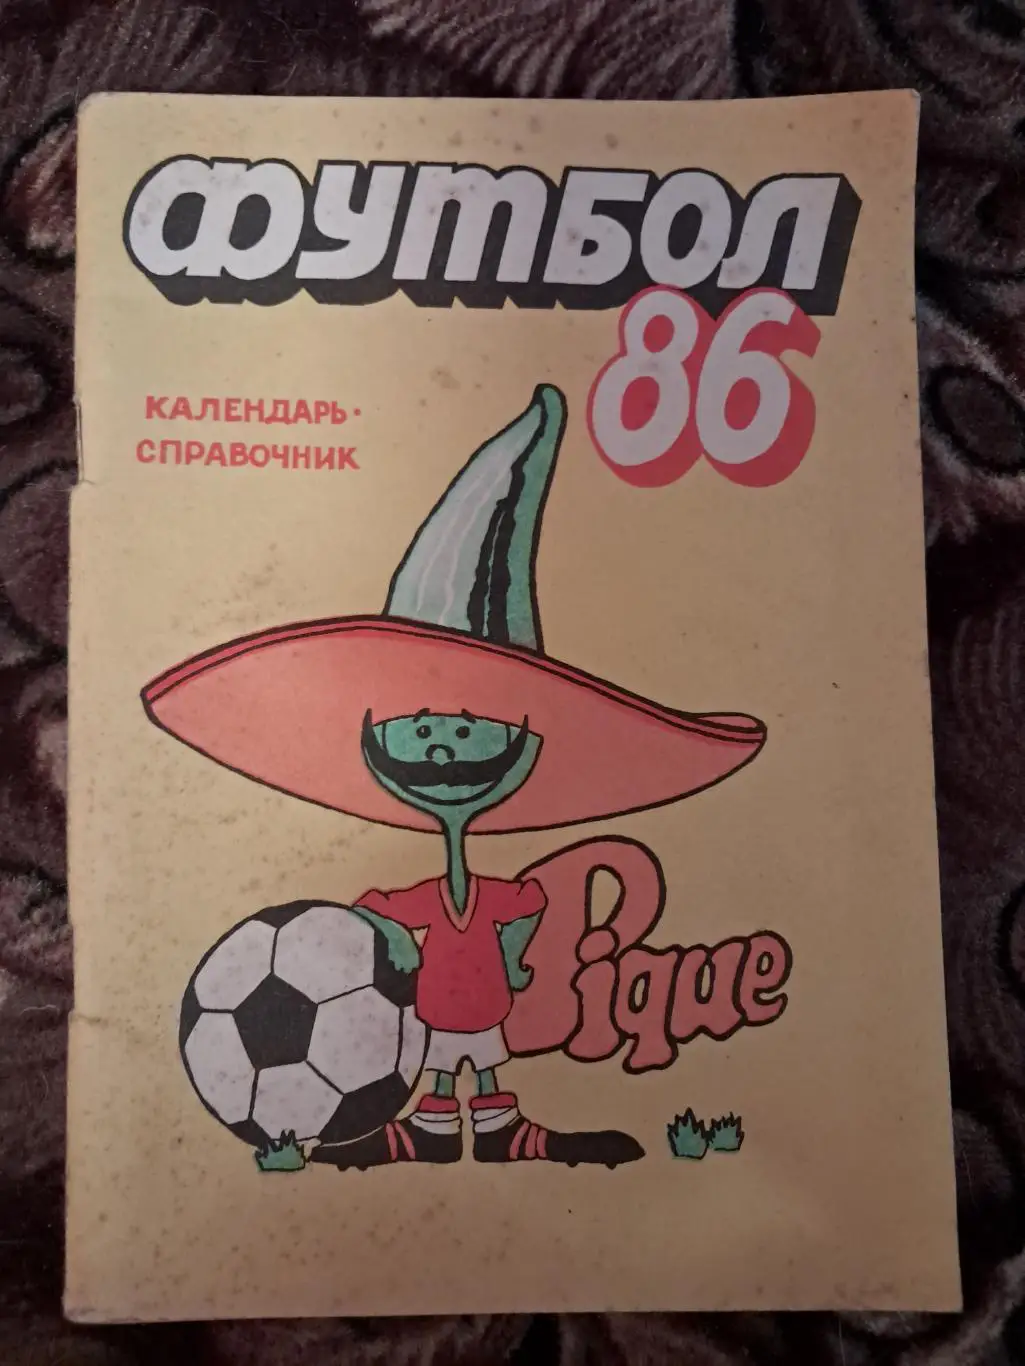 ФУТБОЛ
86
КАЛЕНДАРЬ-
СПРАВОЧНИК
Pique